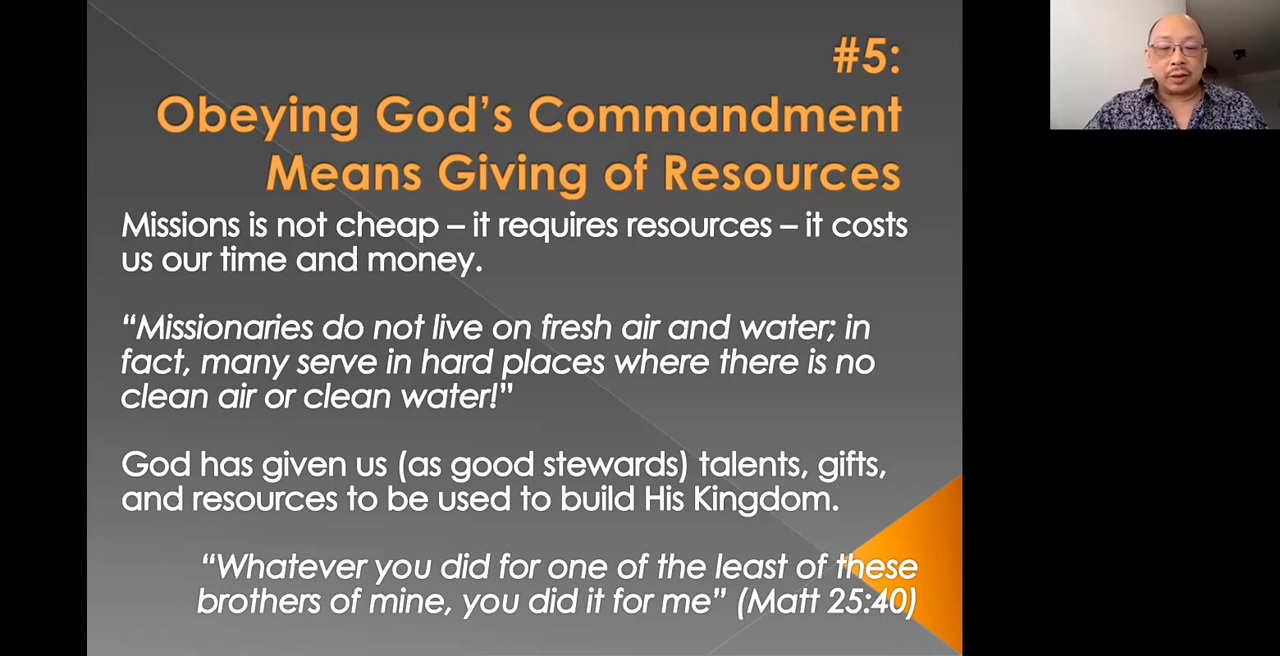 #5:
Obeying God’s Commandment
Means Giving of Resources
Missions is not cheap – it requires resources – it costs
us our time and money.
“Missionaries do not live on fresh air and water; in
fact, many serve in hard places where there is no
clean air or clean water!”
God has given us (as good stewards) talents, gifts,
and resources to be used to build His Kingdom.
“Whatever you did for one of the least of these
brothers of mine, you did it for me” (Matt 25:40)